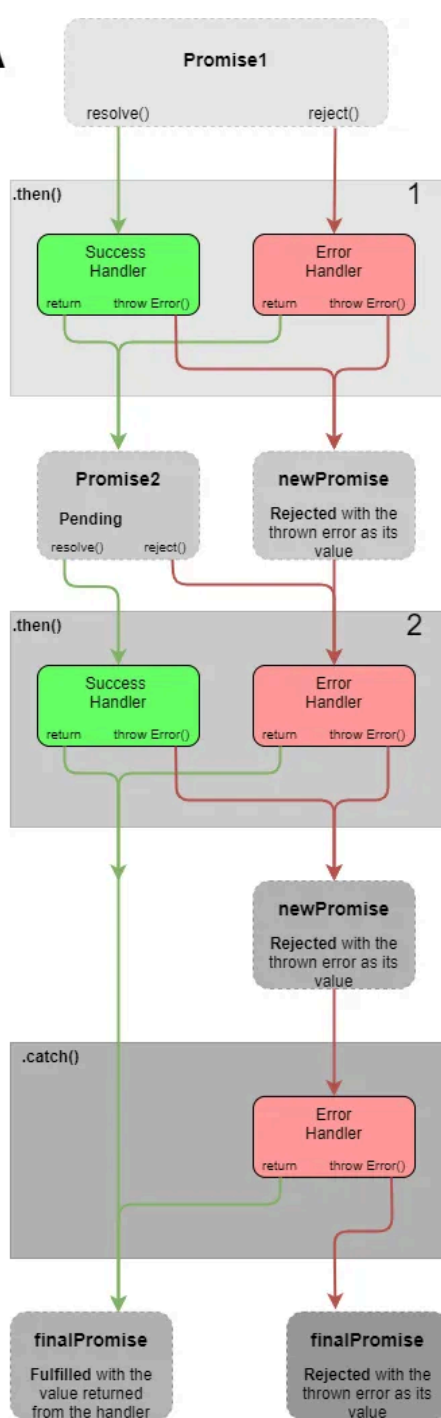 A
Promise1
resolve() reject()
.then() 1
Success Error
Handler Handler
return throw Error() return throw Error()
Promise2 newPromise
Pending Rejected with the
resolve() reject() thrown error as its
value
.then() 2
Success Error
Handler Handler
return throw Error() return throw Error()
newPromise
Rejected with the
thrown error as its
value
.catch()
Error
Handler
return throw Error()
finalPromise finalPromise
Fulfilled with the Rejected with the
value returned thrown error as its
from the handler value